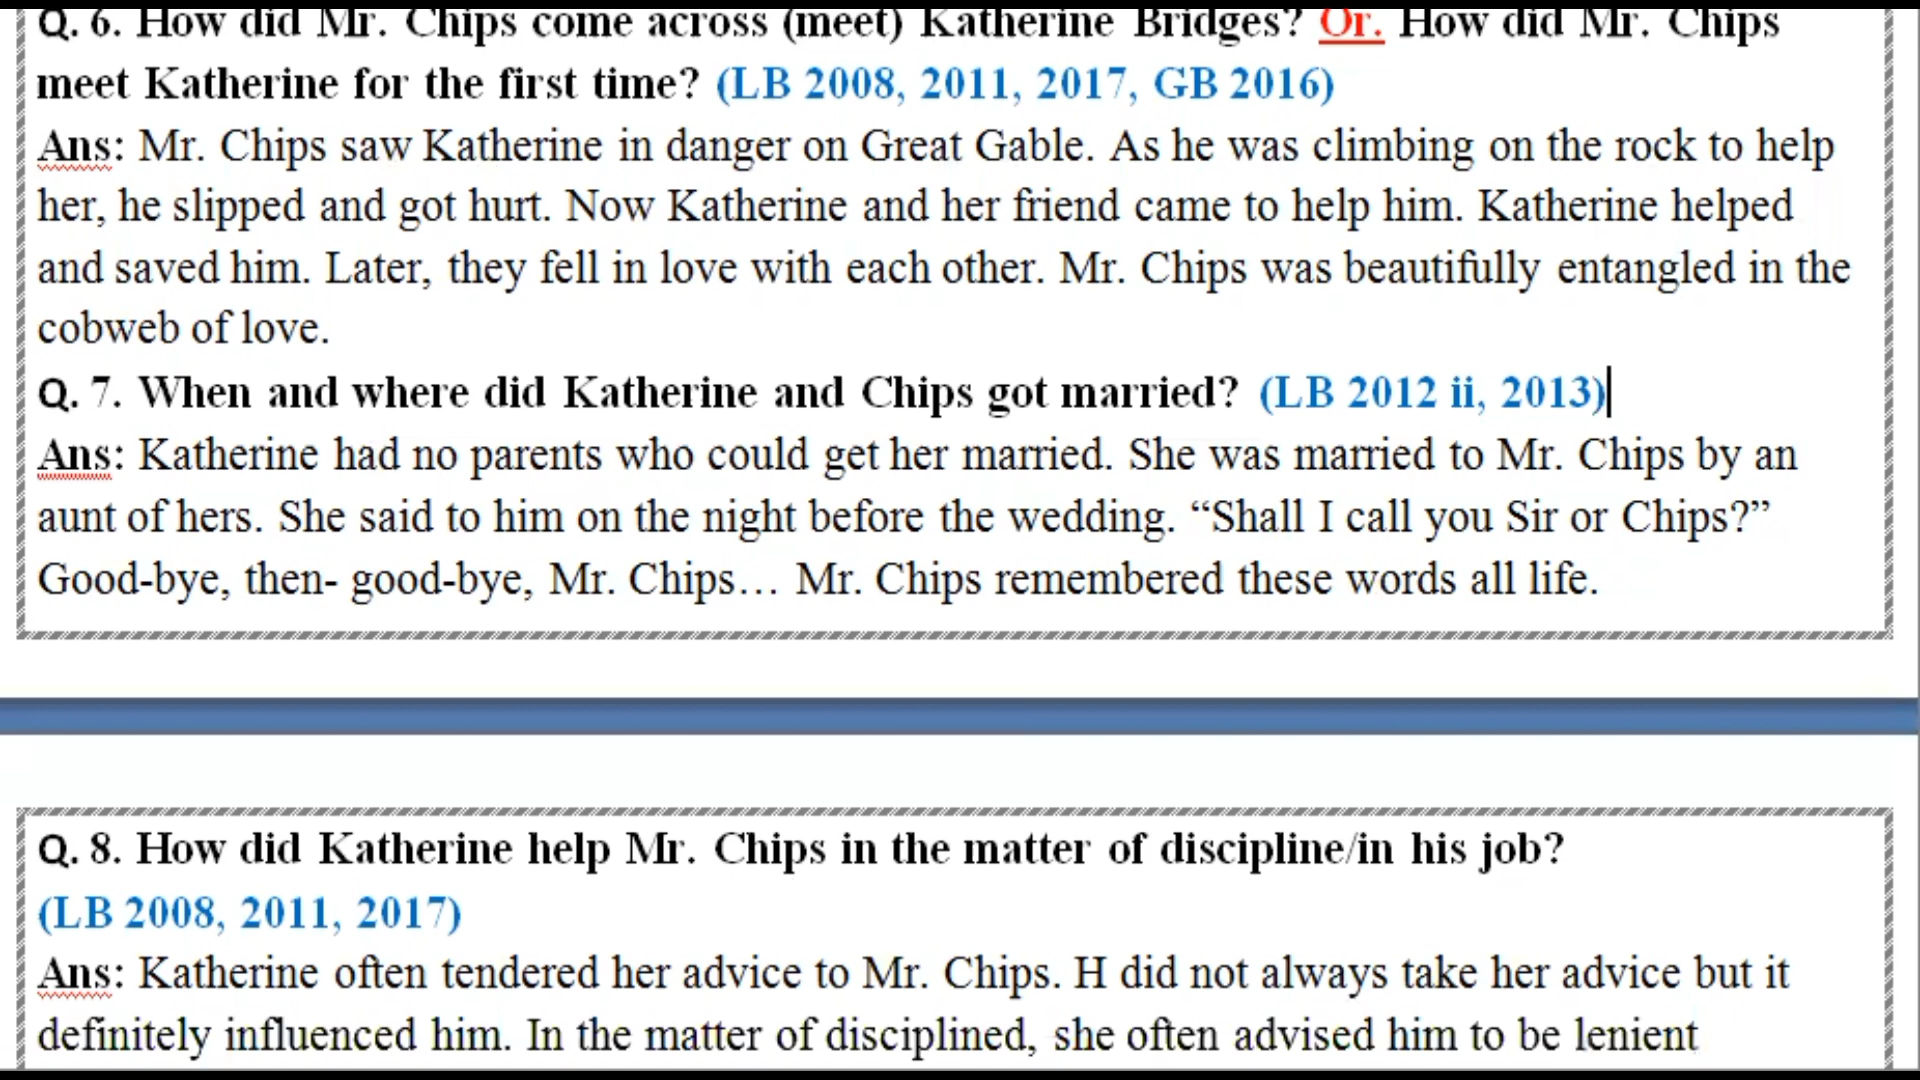 Q. 6. How did Mr. Chips come across (meet) Katherine Bridges? Or. How did Mr. Chips
meet Katherine for the first time? (LB 2008, 2011, 2017, GB 2016)
Ans: Mr. Chips saw Katherine in danger on Great Gable. As he was climbing on the rock to help
her, he slipped and got hurt. Now Katherine and her friend came to help him. Katherine helped
and saved him. Later, they fell in love with each other. Mr. Chips was beautifully entangled in the
cobweb of love.
Q. 7. When and where did Katherine and Chips got married? (LB 2012 ii, 2013)
Ans: Katherine had no parents who could get her married. She was married to Mr. Chips by an
aunt of hers. She said to him on the night before the wedding. “Shall I call you Sir or Chips?”
Good-bye, then- good-bye, Mr. Chips… Mr. Chips remembered these words all life.
Q. 8. How did Katherine help Mr. Chips in the matter of discipline/in his job?
(LB 2008, 2011, 2017)
Ans: Katherine often tendered her advice to Mr. Chips. H did not always take her advice but it
definitely influenced him. In the matter of disciplined, she often advised him to be lenient